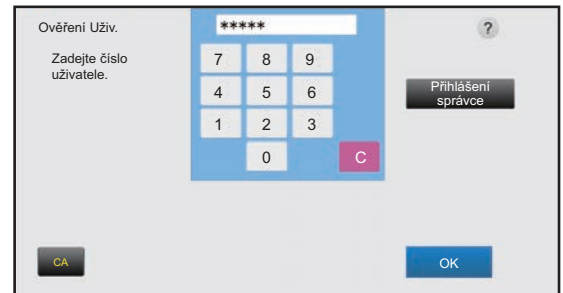 Ověření Uživ.
*****
?
Zadejte číslo
uživatele.
7 8 9
4 5 6
1 2 3
0 C
Přihlášení
správce
CA
OK